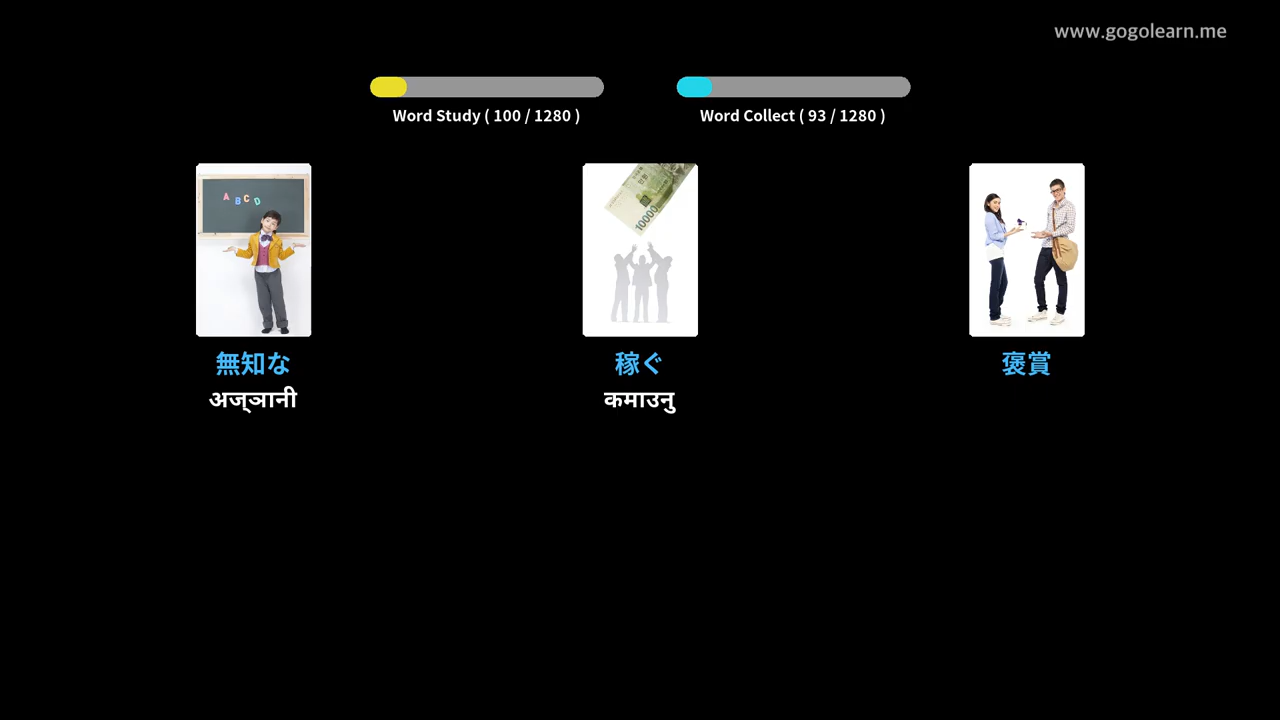 www.gogolearn.me
Word Study ( 100 / 1280 )
Word Collect ( 93 / 1280 )
A B C D
10000
無知な
稼ぐ
褒賞
अज्ञानी
कमाउनु